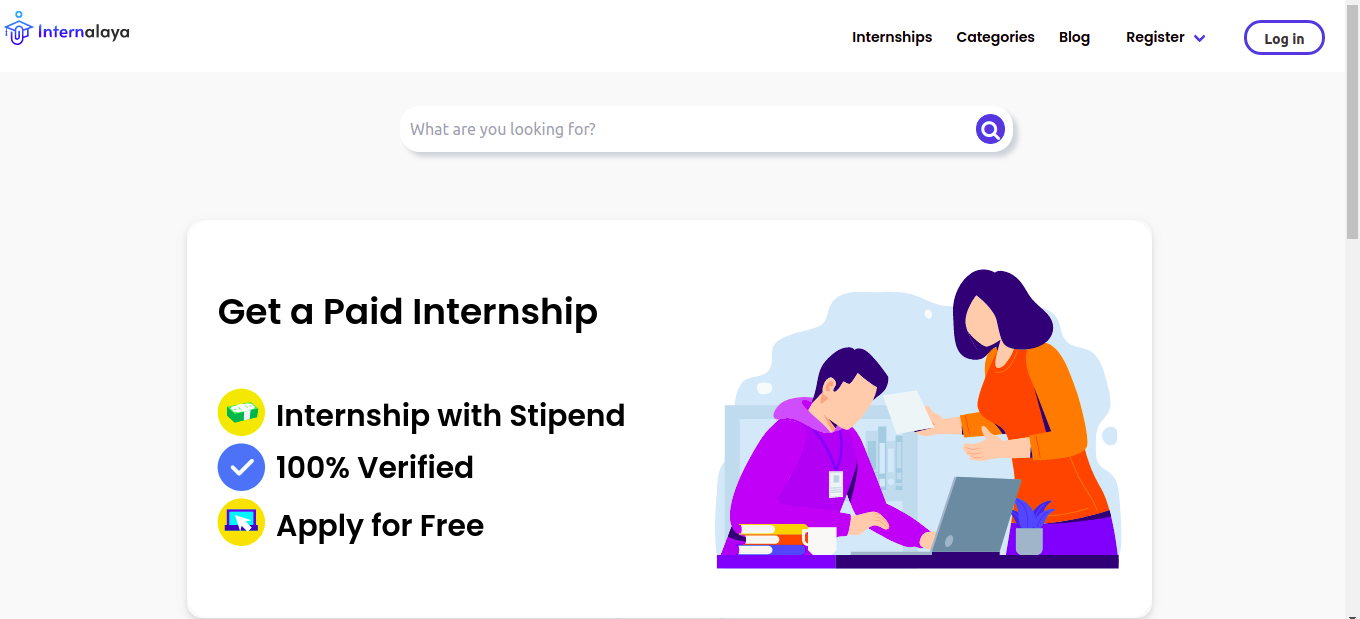 Internalaya
Internships Categories Blog Register Log in
What are you looking for?
Get a Paid Internship
Internship with Stipend
100% Verified
Apply for Free